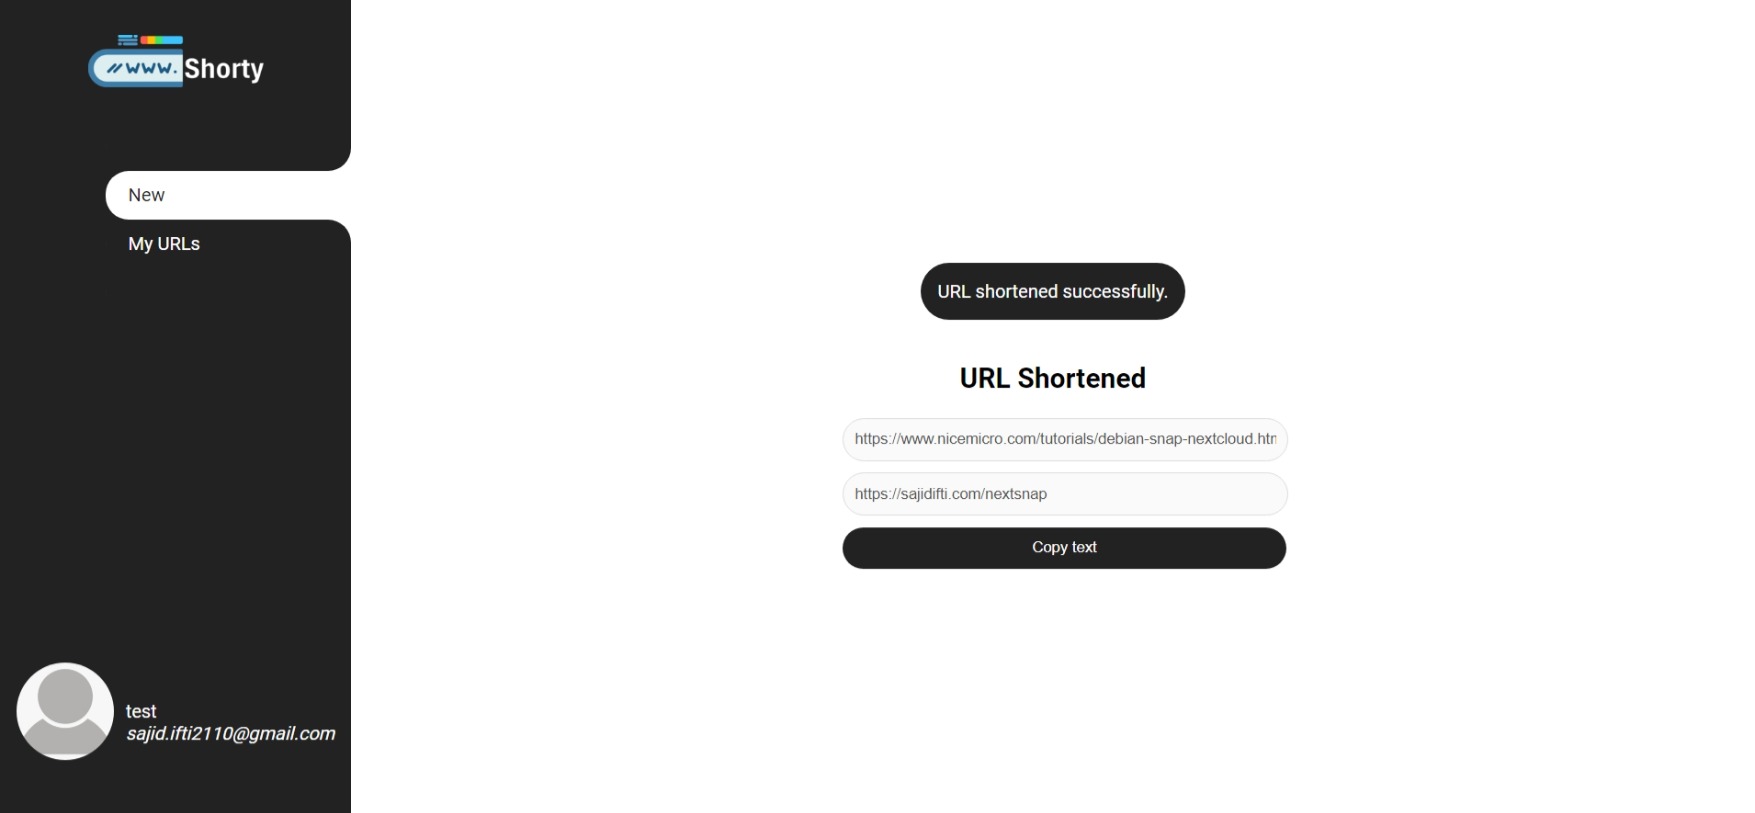 //www.Shorty
New
My URLs
URL shortened successfully.
URL Shortened
https://www.nicemicro.com/tutorials/debian-snap-nextcloud.htm
https://sajidifti.com/nextsnap
Copy text
test
sajid.ifti2110@gmail.com